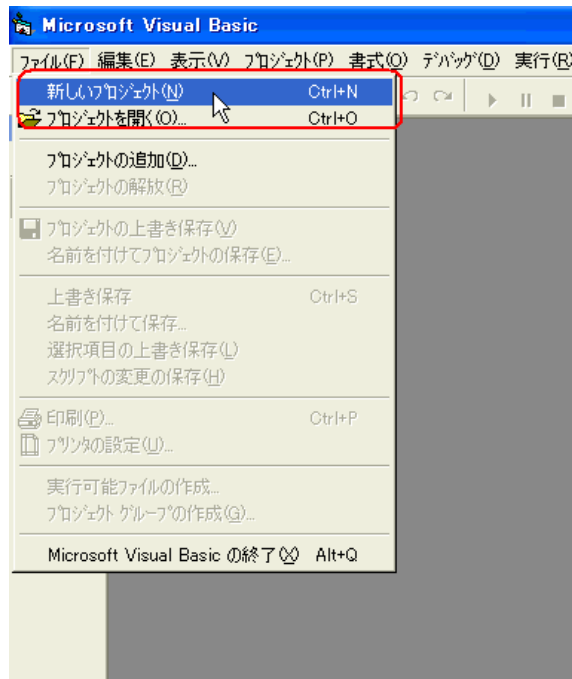 Microsoft Visual Basic
ファイル(F) 編集(E) 表示(V) プロジェクト(P) 書式(O) デバッグ(D) 実行(R)
新しいプロジェクト(N) Ctrl+N
プロジェクトを開く(O)... Ctrl+O
プロジェクトの追加(D)...
プロジェクトの解放(R)
プロジェクトの上書き保存(V)
名前を付けてプロジェクトの保存(E)...
上書き保存 Ctrl+S
名前を付けて保存...
選択項目の上書き保存(L)
スクリプトの変更の保存(H)
印刷(P)... Ctrl+P
プリンタの設定(U)...
実行可能ファイルの作成...
プロジェクト グループの作成(G)...
Microsoft Visual Basic の終了(X) Alt+Q